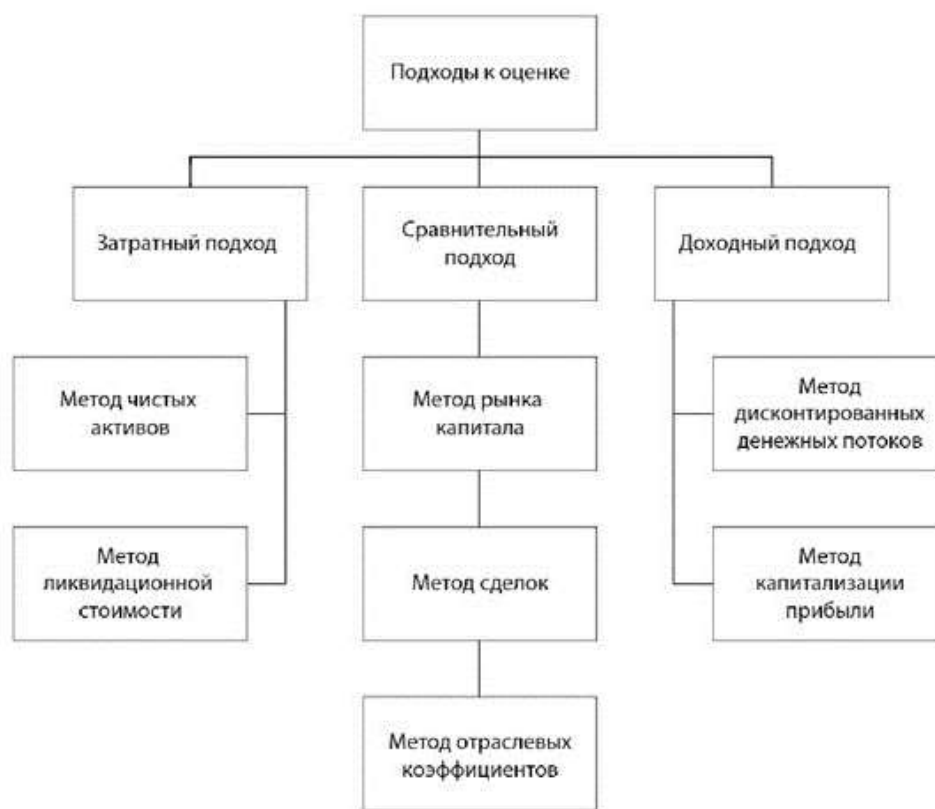 Подходы к оценке
Затратный подход
Сравнительный
подход
Доходный подход
Метод чистых
активов
Метод рынка
капитала
Метод
дисконтированных
денежных потоков
Метод
ликвидационной
стоимости
Метод сделок
Метод
капитализации
прибыли
Метод отраслевых
коэффициентов